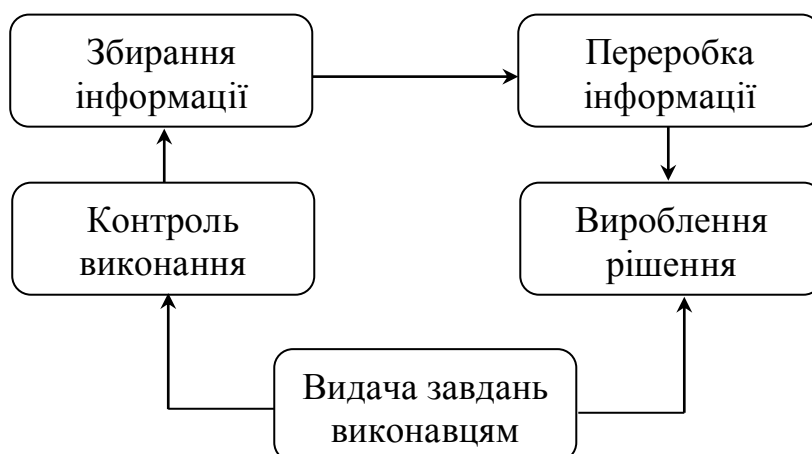 Збирання
інформації
Переробка
інформації
Контроль
виконання
Вироблення
рішення
Видача завдань
виконавцям